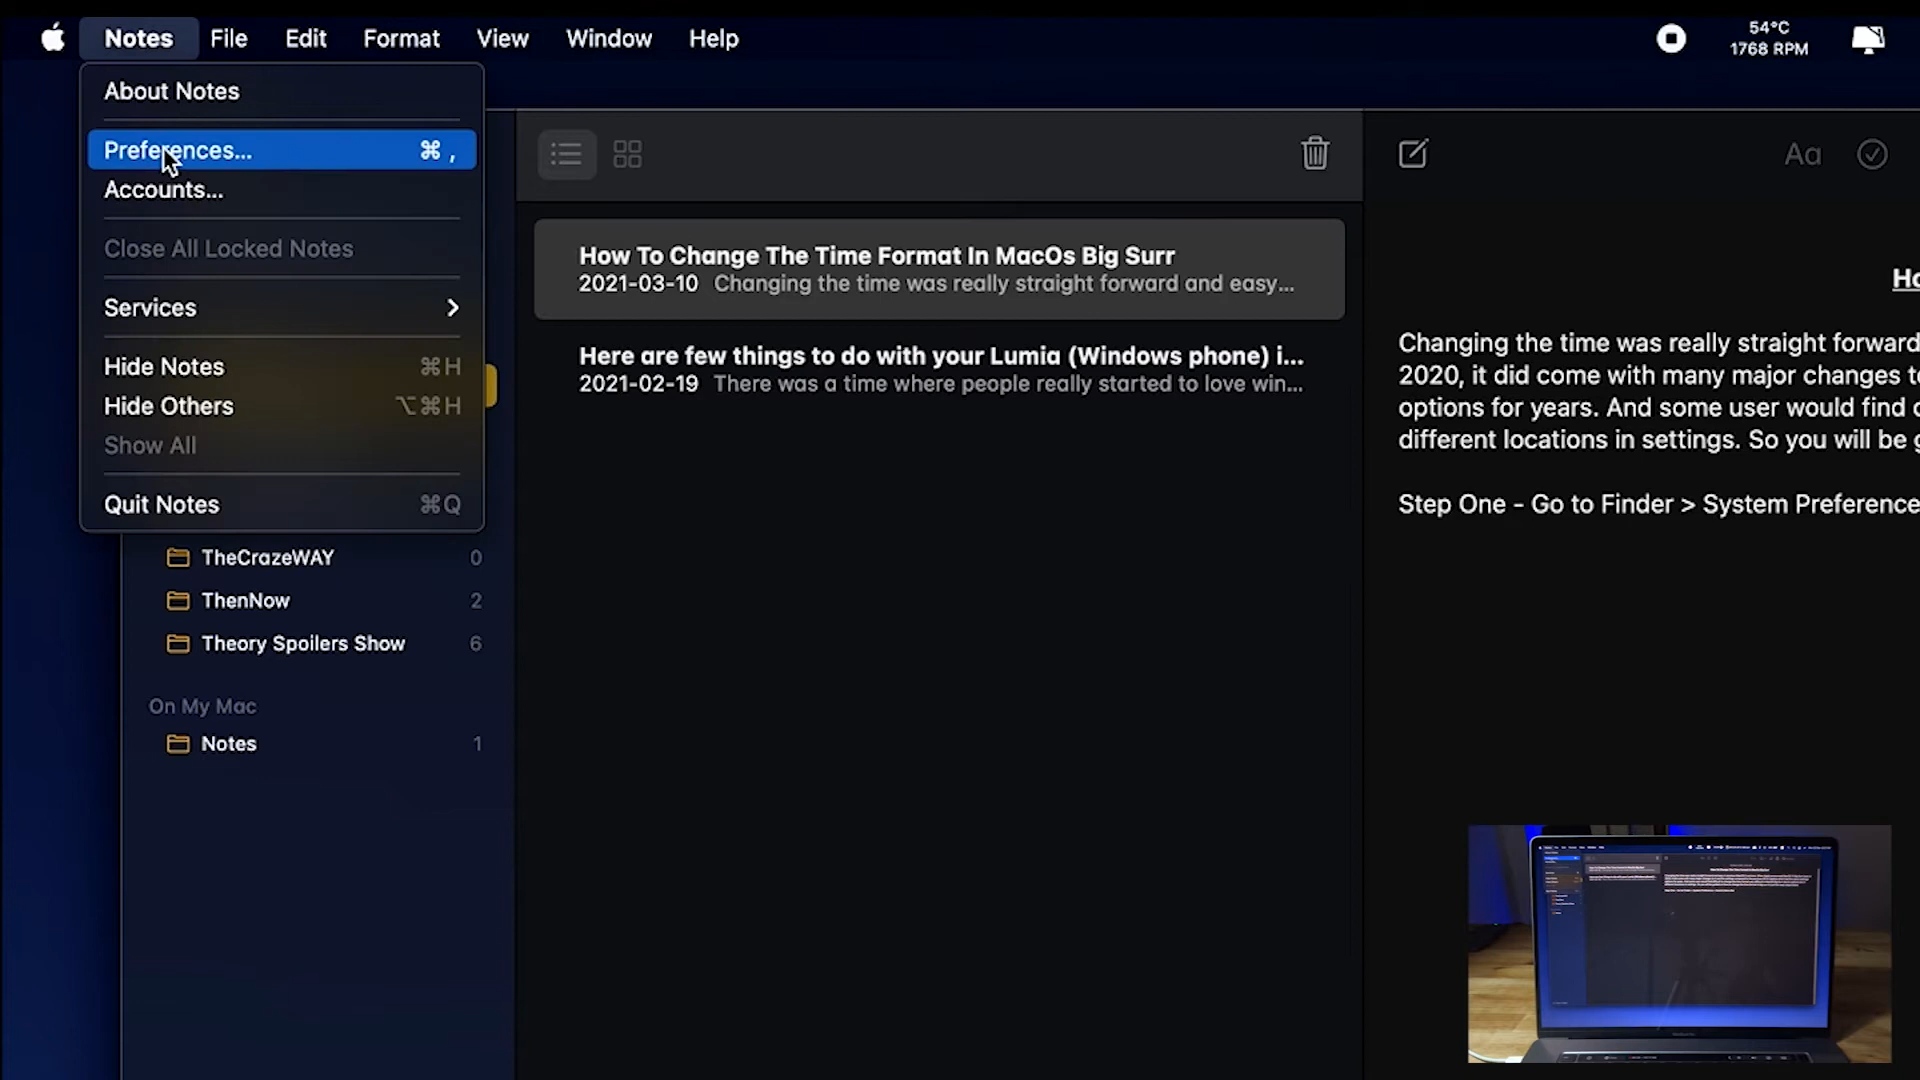 Notes File Edit Format View Window Help
54°C
1768 RPM
About Notes
Preferences... ⌘ ,
Accounts...
Close All Locked Notes
Services
Hide Notes ⌘H
Hide Others ⌥⌘H
Show All
Quit Notes ⌘Q
TheCrazeWAY 0
ThenNow 2
Theory Spoilers Show 6
On My Mac
Notes 1
How To Change The Time Format In MacOs Big Surr
2021-03-10 Changing the time was really straight forward and easy...
Here are few things to do with your Lumia (Windows phone) i...
2021-02-19 There was a time where people really started to love win...
Aa
Changing the time was really straight forward
2020, it did come with many major changes
options for years. And some user would find
different locations in settings. So you will be
Step One - Go to Finder > System Preference